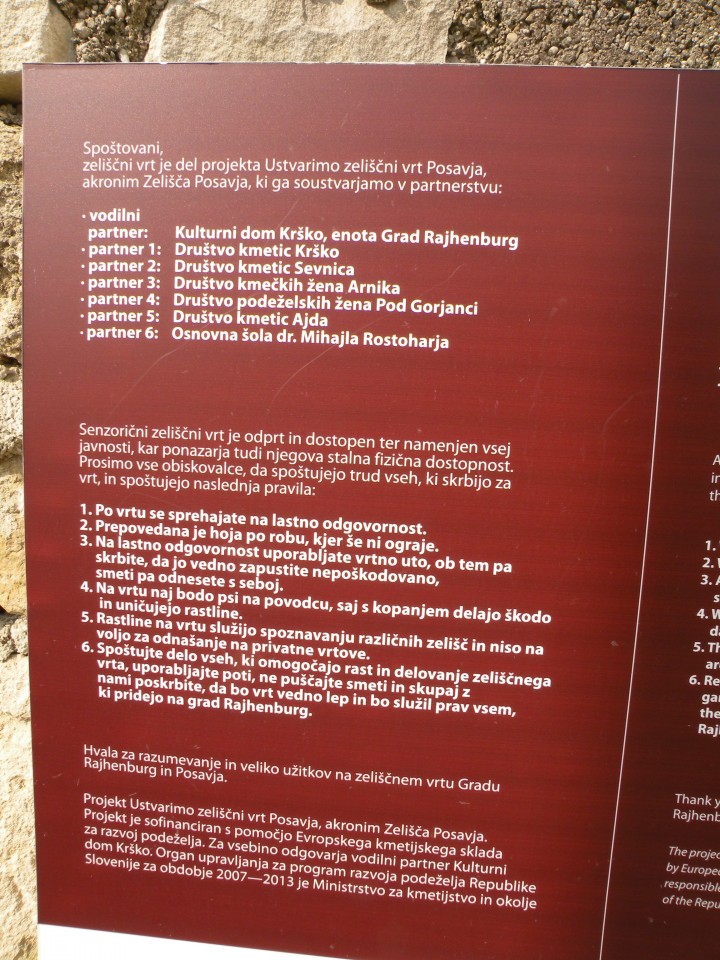 Spoštovani,
zeliščni vrt je del projekta Ustvarimo zeliščni vrt Posavja,
akronim Zelišča Posavja, ki ga soustvarjamo v partnerstvu:
· vodilni
partner: Kulturni dom Krško, enota Grad Rajhenburg
· partner 1: Društvo kmetic Krško
· partner 2: Društvo kmetic Sevnica
· partner 3: Društvo kmečkih žena Arnika
· partner 4: Društvo podeželskih žena Pod Gorjanci
· partner 5: Društvo kmetic Ajda
· partner 6: Osnovna šola dr. Mihajla Rostoharja
Senzorični zeliščni vrt je odprt in dostopen ter namenjen vsej
javnosti, kar ponazarja tudi njegova stalna fizična dostopnost.
Prosimo vse obiskovalce, da spoštujejo trud vseh, ki skrbijo za
vrt, in spoštujejo naslednja pravila:
1. Po vrtu se sprehajate na lastno odgovornost.
2. Prepovedana je hoja po robu, kjer še ni ograje.
3. Na lastno odgovornost uporabljate vrtno uto, ob tem pa
skrbite, da jo vedno zapustite nepoškodovano,
smeti pa odnesete s seboj.
4. Na vrtu naj bodo psi na povodcu, saj s kopanjem delajo škodo
in uničujejo rastline.
5. Rastline na vrtu služijo spoznavanju različnih zelišč in niso na
voljo za odnašanje na privatne vrtove.
6. Spoštujte delo vseh, ki omogočajo rast in delovanje zeliščnega
vrta, uporabljajte poti, ne puščajte smeti in skupaj z
nami poskrbite, da bo vrt vedno lep in bo služil prav vsem,
ki pridejo na grad Rajhenburg.
Hvala za razumevanje in veliko užitkov na zeliščnem vrtu Gradu
Rajhenburg in Posavja.
Projekt Ustvarimo zeliščni vrt Posavja, akronim Zelišča Posavja.
Projekt je sofinanciran s pomočjo Evropskega kmetijskega sklada
za razvoj podeželja. Za vsebino odgovarja vodilni partner Kulturni
dom Krško. Organ upravljanja za program razvoja podeželja Republike
Slovenije za obdobje 2007—2013 je Ministrstvo za kmetijstvo in okolje
1.
2.
3.
4.
5.
6.
Thank
The
by
responsible
of the